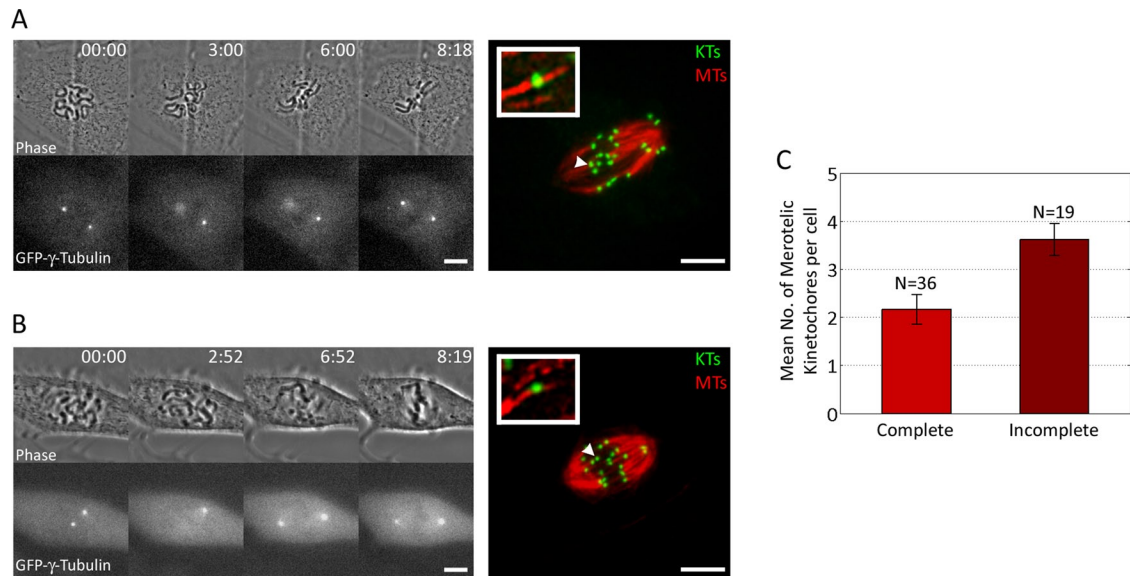 A
00:00 3:00 6:00 8:18
Phase
GFP-γ-Tubulin
KTs
MTs
B
00:00 2:52 6:52 8:19
Phase
GFP-γ-Tubulin
KTs
MTs
C
Mean No. of Merotelic
Kinetochores per cell
5
4
3
2
1
0
N=36
N=19
Complete Incomplete